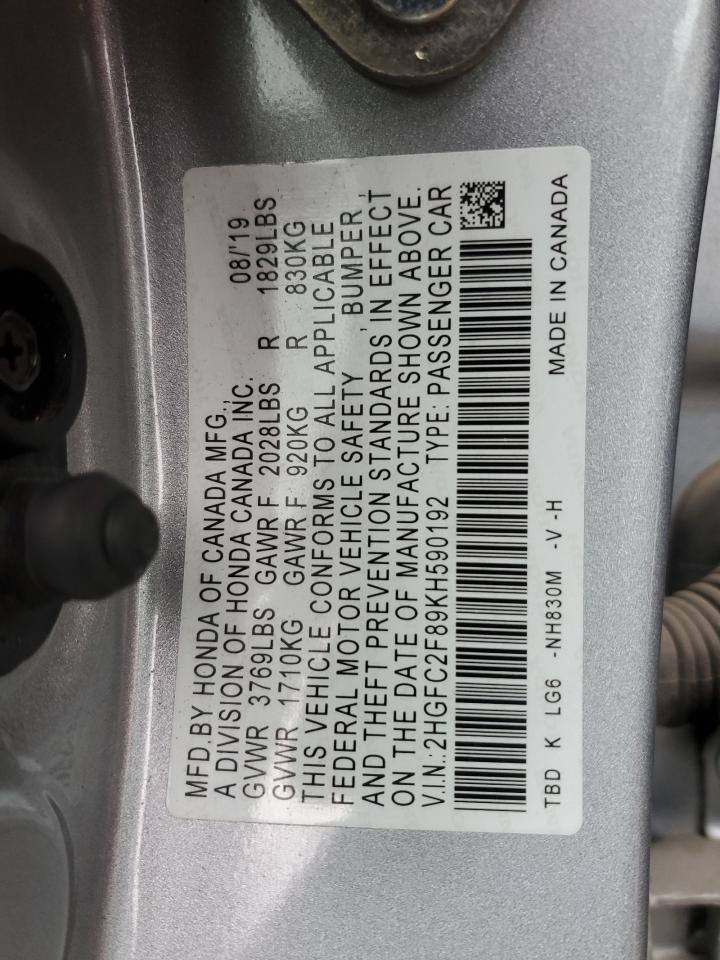 MFD. BY HONDA OF CANADA MFG., 08/'19
A DIVISION OF HONDA CANADA INC.
GVWR 3769LBS GAWR F 2028LBS R 1829LBS
GVWR 1710KG GAWR F 920KG R 830KG
THIS VEHICLE CONFORMS TO ALL APPLICABLE
FEDERAL MOTOR VEHICLE SAFETY , BUMPER ,
AND THEFT PREVENTION STANDARDS, IN EFFECT
ON THE DATE OF MANUFACTURE SHOWN ABOVE.
V.I.N.:2HGFC2F89KH590192 TYPE: PASSENGER CAR
TBD K LG6 -NH830M -V -H MADE IN CANADA